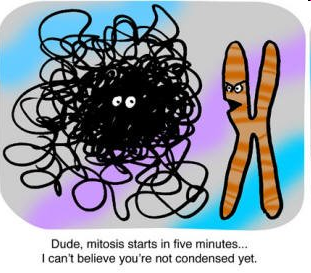 Dude, mitosis starts in five minutes...
I can't believe you're not condensed yet.